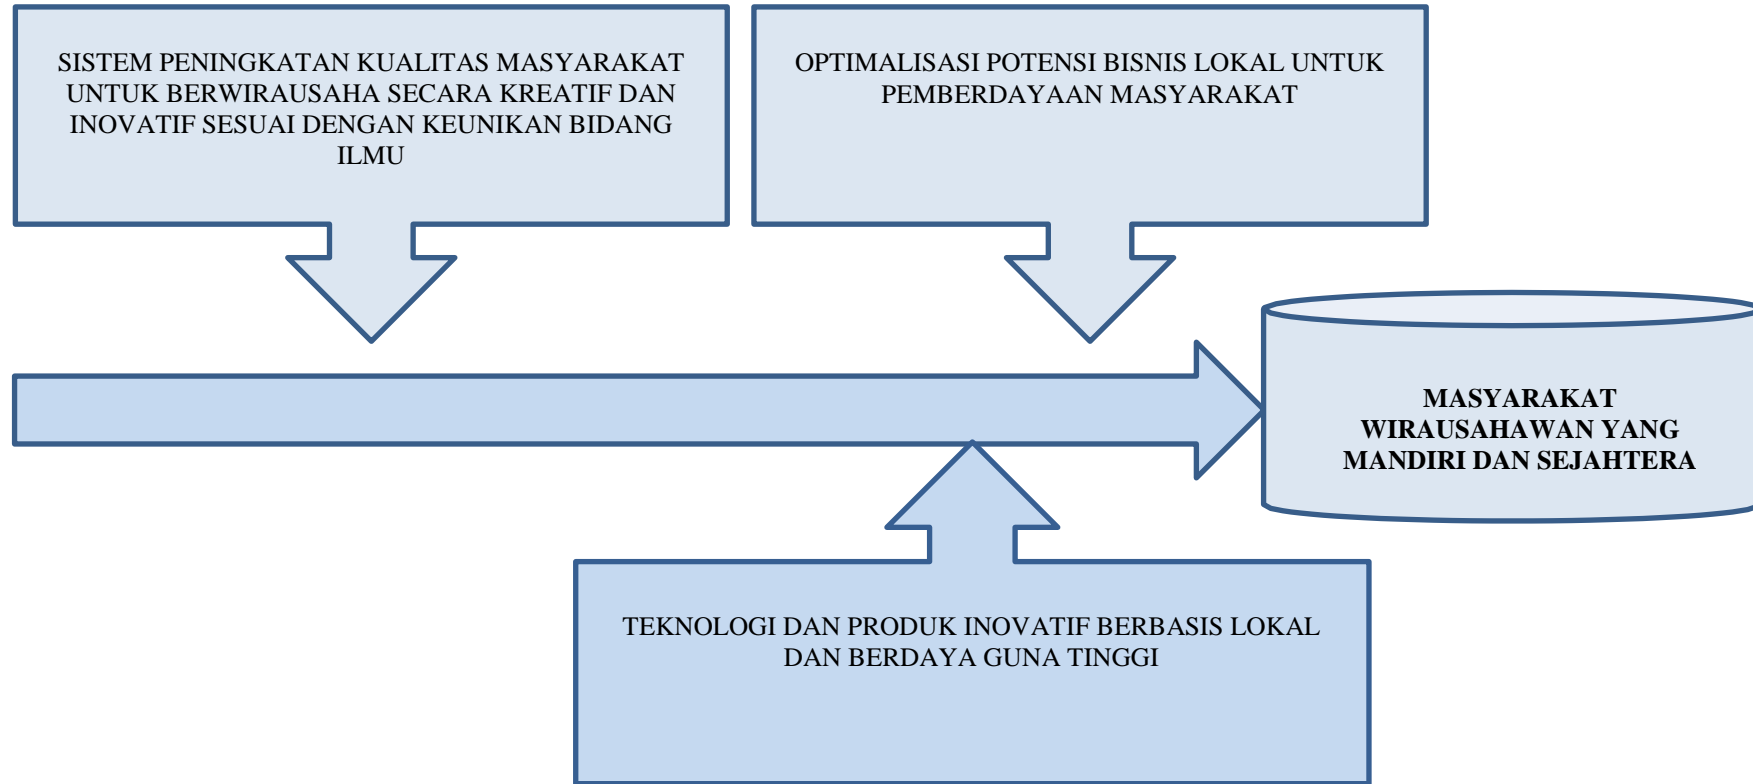 SISTEM PENINGKATAN KUALITAS MASYARAKAT
UNTUK BERWIRAUSAHA SECARA KREATIF DAN
INOVATIF SESUAI DENGAN KEUNIKAN BIDANG
ILMU
OPTIMALISASI POTENSI BISNIS LOKAL UNTUK
PEMBERDAYAAN MASYARAKAT
MASYARAKAT
WIRAUSAHAWAN YANG
MANDIRI DAN SEJAHTERA
TEKNOLOGI DAN PRODUK INOVATIF BERBASIS LOKAL
DAN BERDAYA GUNA TINGGI